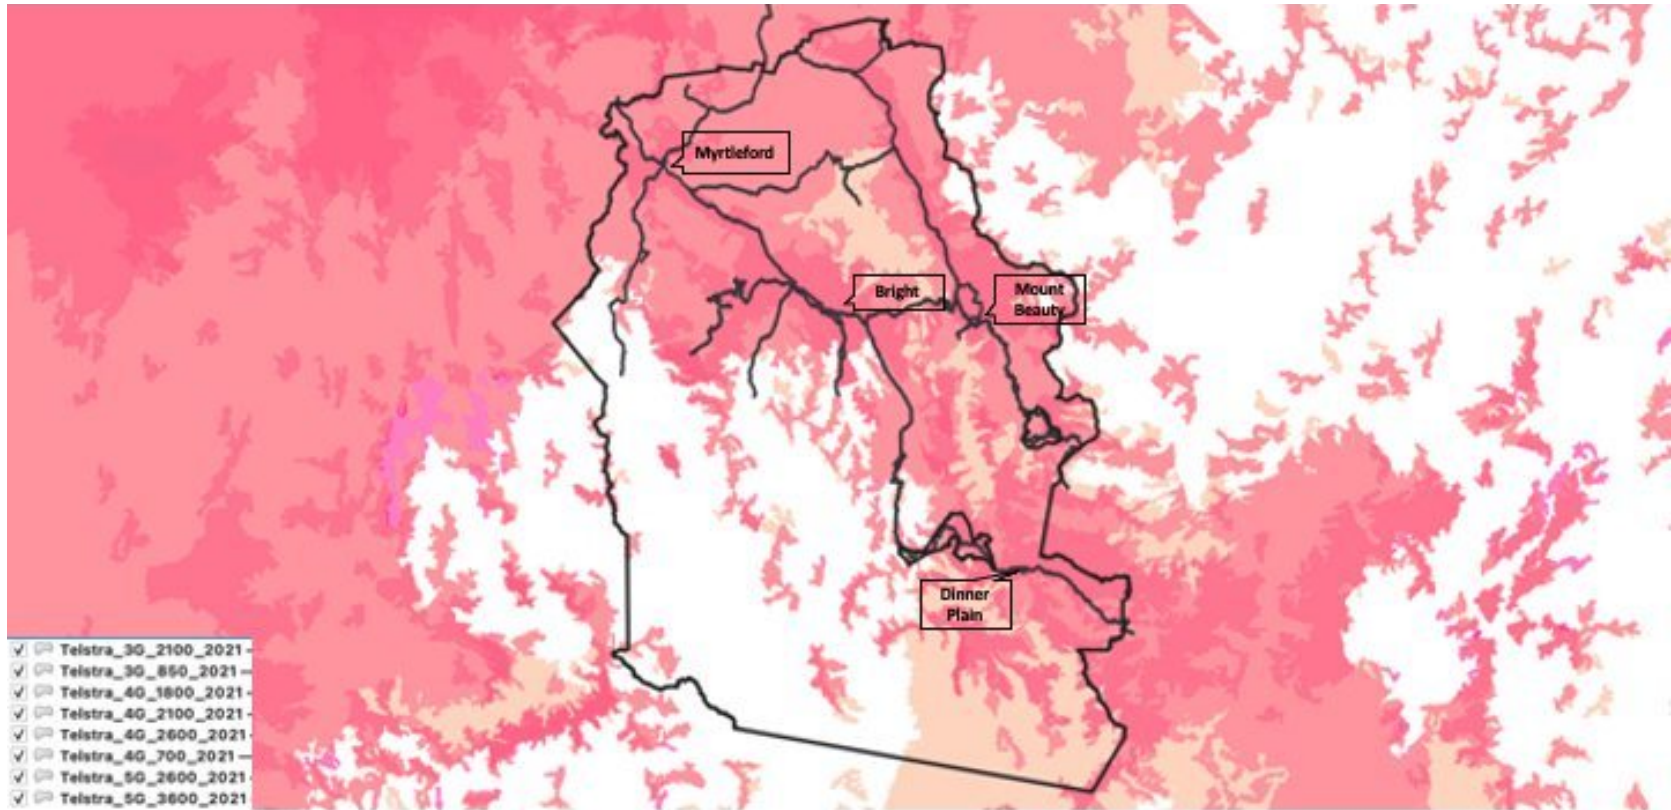 Myrtleford
Bright
Mount
Beauty
Dinner
Plain
Telstra_3G_2100_2021
Telstra_3G_850_2021
Telstra_4G_1800_2021
Telstra_4G_2100_2021
Telstra_4G_2600_2021
Telstra_4G_700_2021
Telstra_5G_2600_2021
Telstra_5G_3600_2021